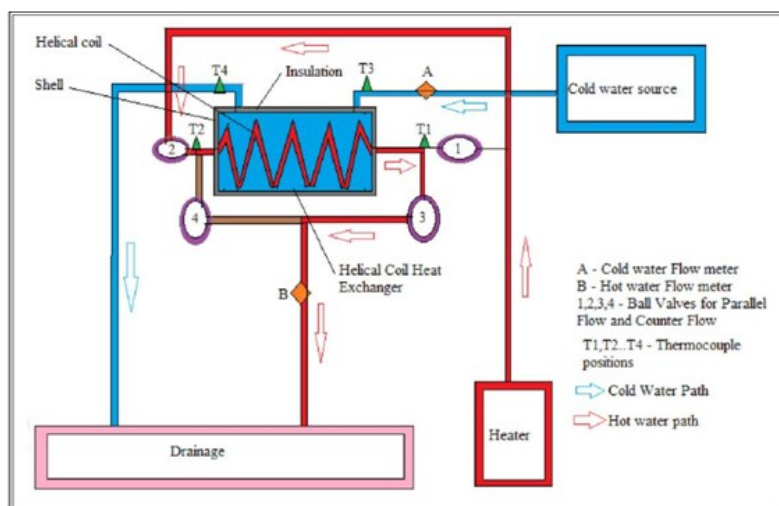 Helical coil
Shell
T4
Insulation
T3
A
Cold water source
2
T2
T1
1
4
3
Helical Coil Heat
Exchanger
B
A - Cold water Flow meter
B - Hot water Flow meter
1,2,3,4 - Ball Valves for Parallel
Flow and Counter Flow
T1,T2..T4 - Thermocouple
positions
Cold Water Path
Hot water path
Heater
Drainage